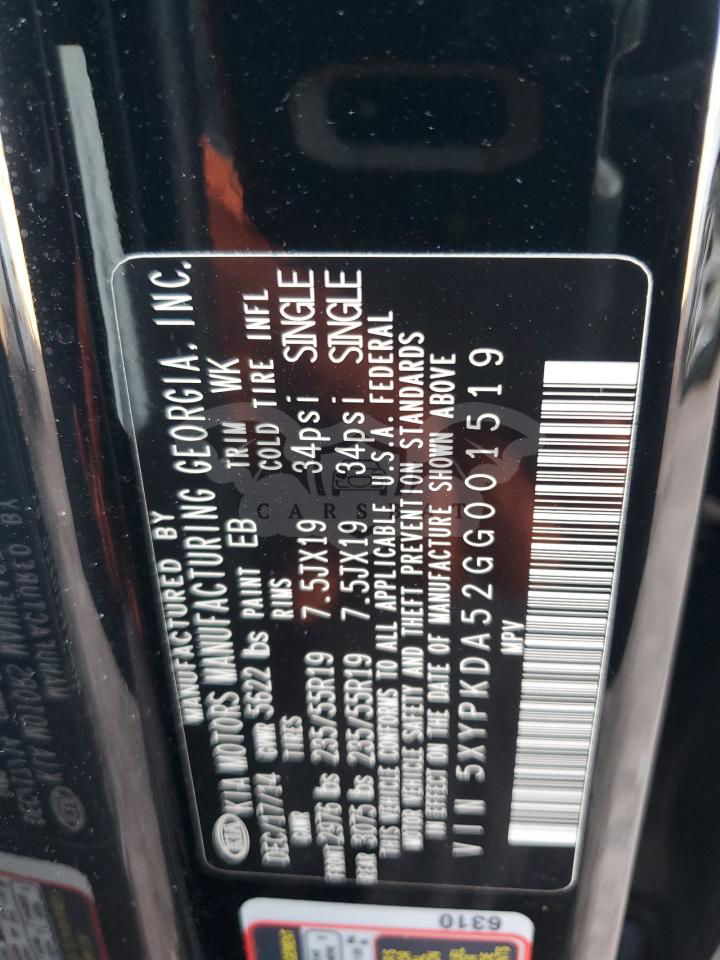 MANUFACTURED BY
KIA KIA MOTORS MANUFACTURING GEORGIA, INC.
DEC/17/14 GVWR 5622 lbs PAINT EB TRIM WK
GAWR TIRES RIMS COLD TIRE INFL
FRONT 2976 lbs 235/55R19 7.5JX19 34psi SINGLE
REER 3075 lbs 235/55R19 7.5JX19 34psi SINGLE
THIS VEHICLE CONFORMS TO ALL APPLICABLE U.S.A. FEDERAL
MOTOR VEHICLE SAFETY AND THEFT PREVENTION STANDARDS
IN EFFECT ON THE DATE OF MANUFACTURE SHOWN ABOVE
VIN 5XYPKDA52GG001519
MPV
6310